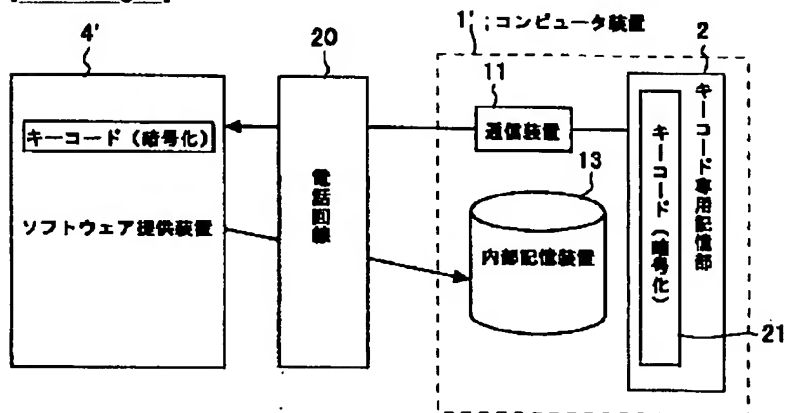 4'
20
1' ; コンピュータ装置
2
11
キーコード（暗号化）
通信装置
13
キーコード専用記憶部
キーコード（暗号化）
電話回線
ソフトウェア提供装置
内部記憶装置
21